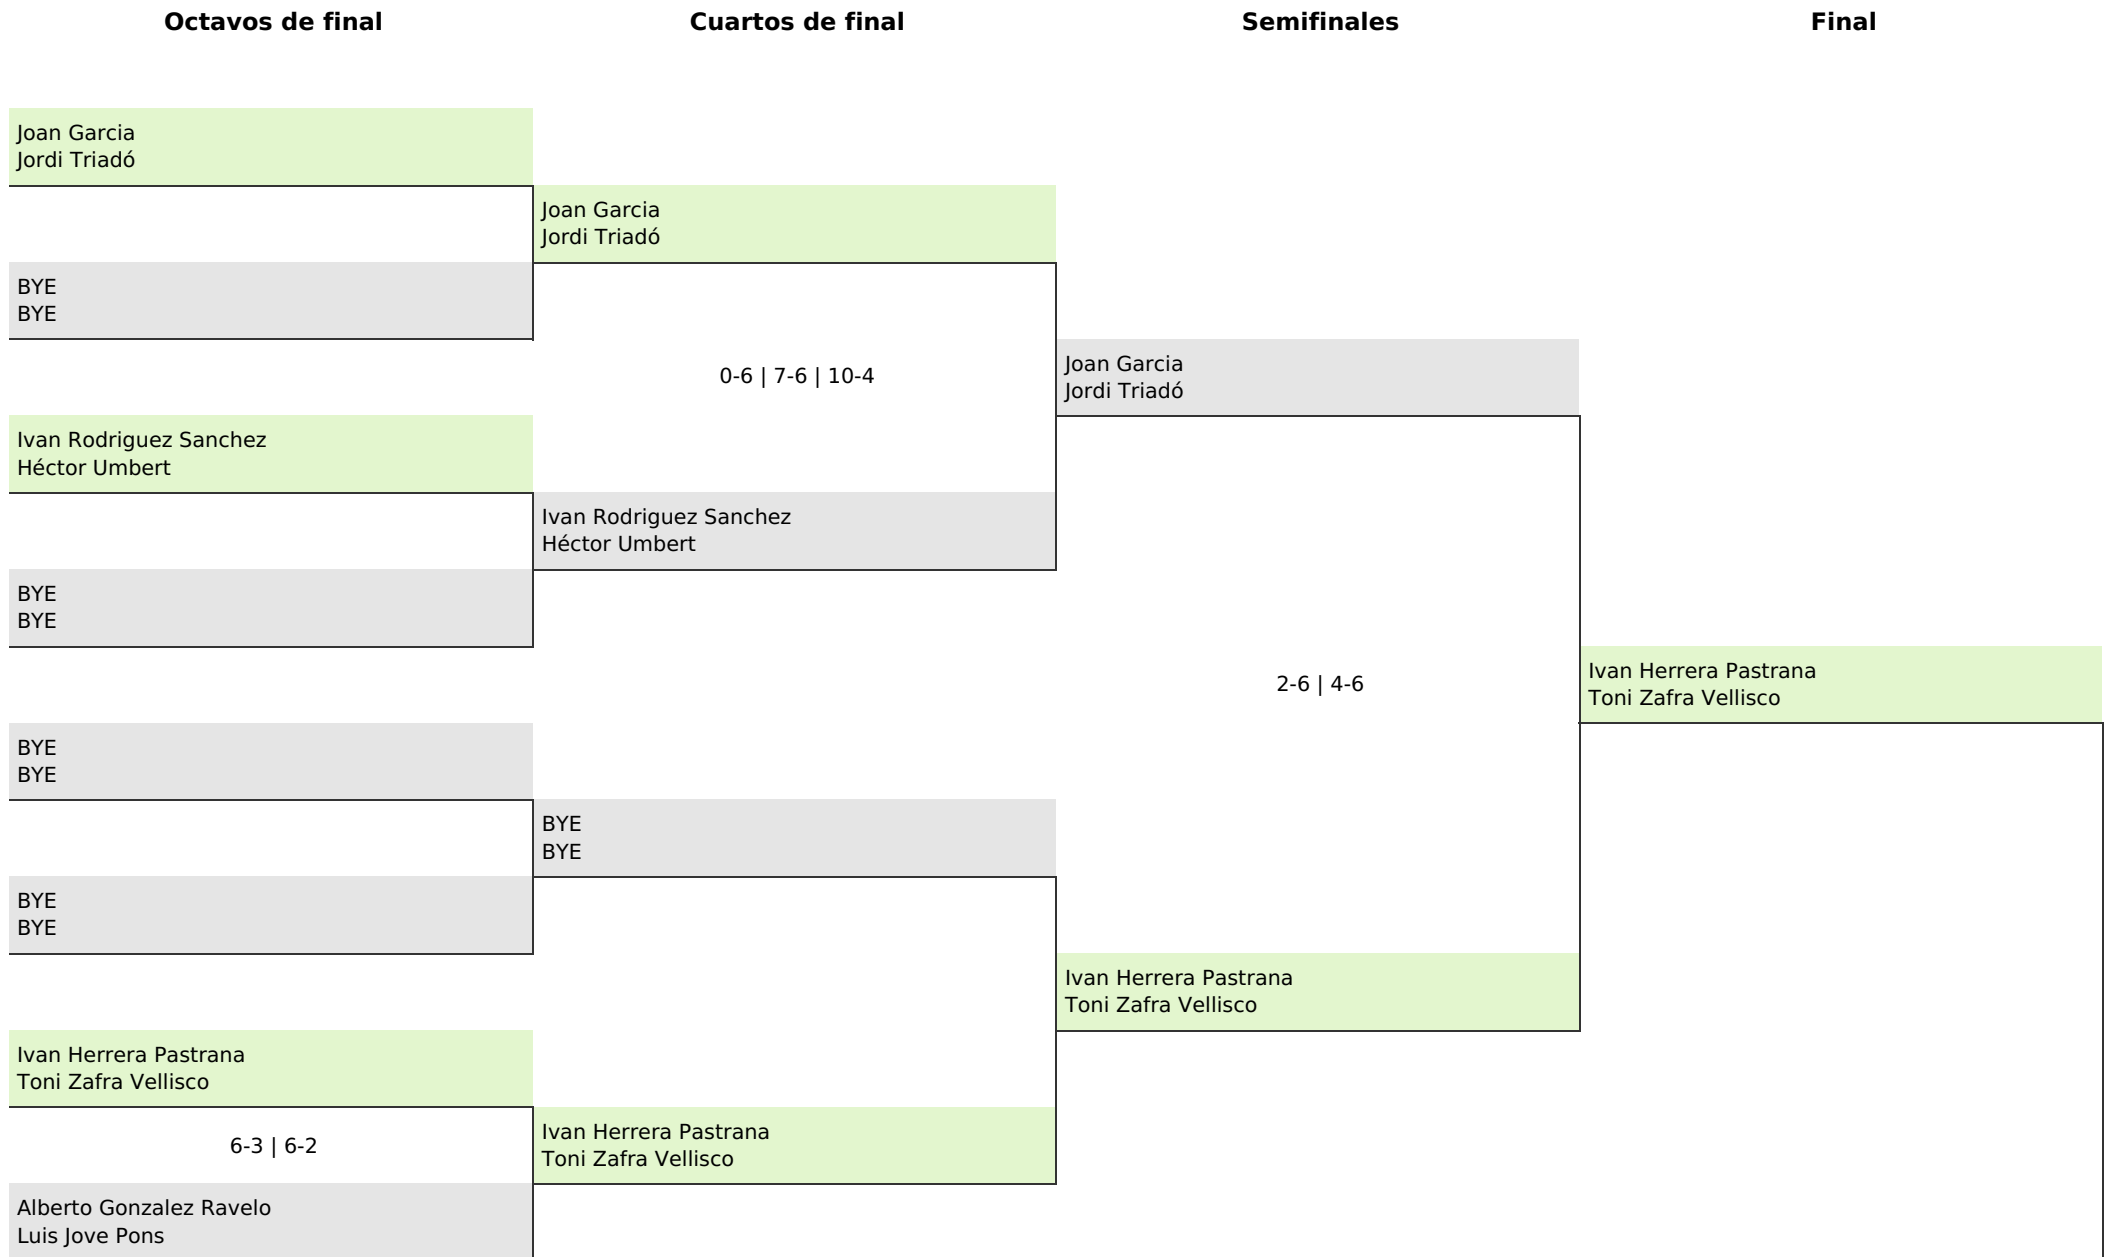 Octavos de final
Cuartos de final
Semifinales
Final
Joan Garcia
Jordi Triadó
Joan Garcia
Jordi Triadó
BYE
BYE
0-6 | 7-6 | 10-4
Joan Garcia
Jordi Triadó
Ivan Rodriguez Sanchez
Héctor Umbert
Ivan Rodriguez Sanchez
Héctor Umbert
BYE
BYE
2-6 | 4-6
Ivan Herrera Pastrana
Toni Zafra Vellisco
BYE
BYE
BYE
BYE
BYE
BYE
Ivan Herrera Pastrana
Toni Zafra Vellisco
Ivan Herrera Pastrana
Toni Zafra Vellisco
6-3 | 6-2
Ivan Herrera Pastrana
Toni Zafra Vellisco
Alberto Gonzalez Ravelo
Luis Jove Pons